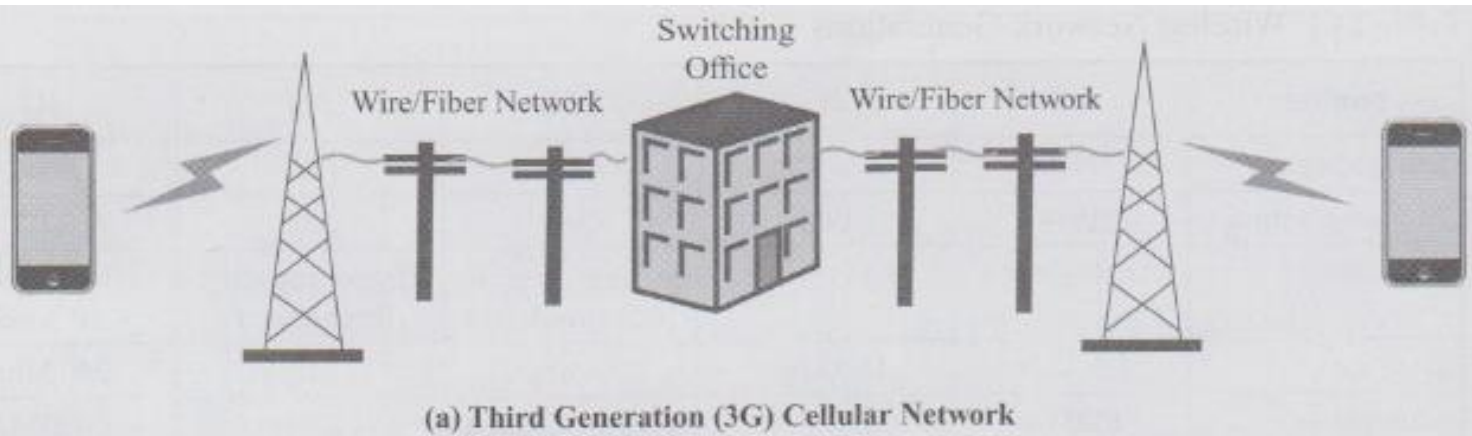 Switching
Office
Wire/Fiber Network
Wire/Fiber Network
(a) Third Generation (3G) Cellular Network